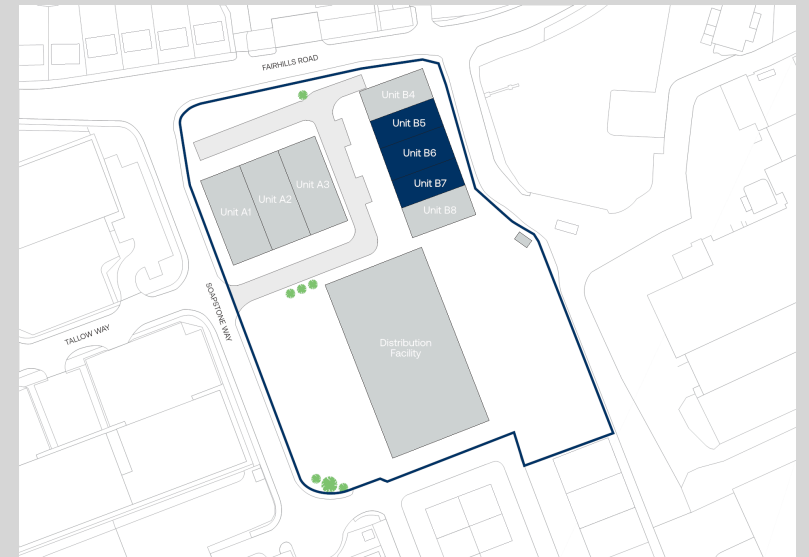 FAIRHILLS ROAD
Unit B4
Unit B5
Unit B6
Unit B7
Unit B8
Unit A1
Unit A2
Unit A3
SOAPSTONE WAY
TALLOW WAY
Distribution
Facility